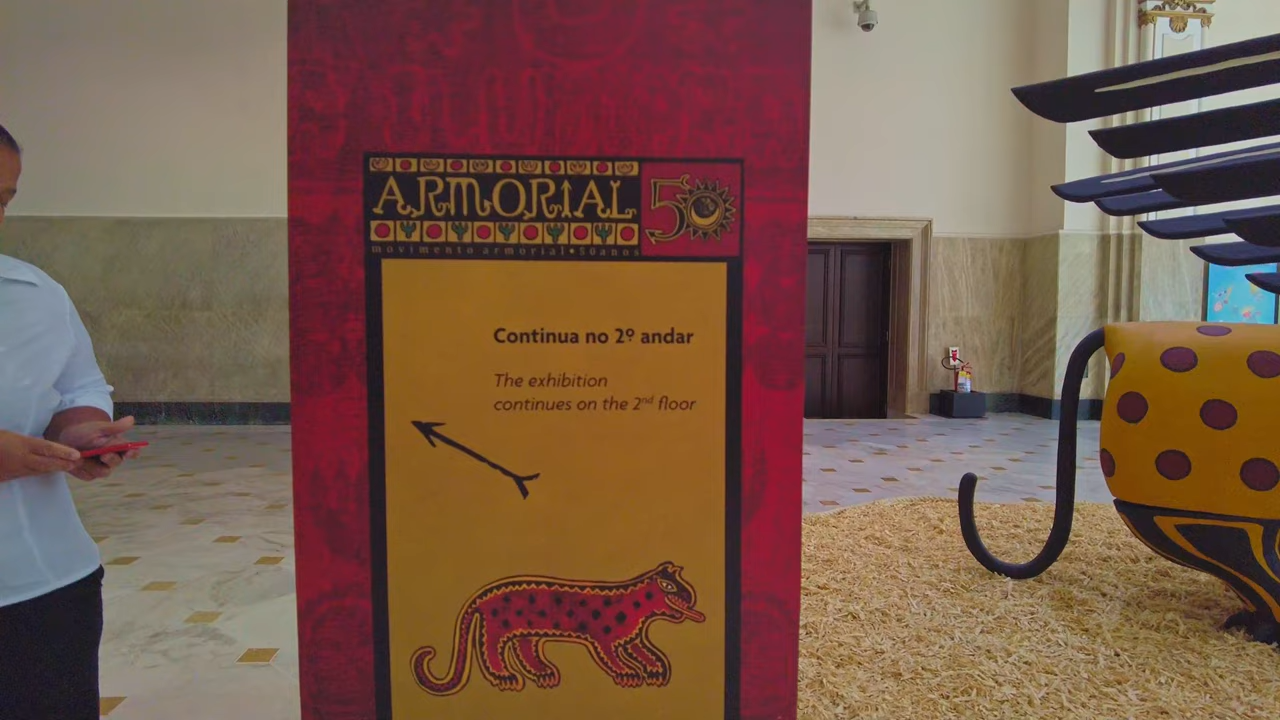 ARMORIAL 50
movimento armorial • 50 anos
Continua no 2º andar
The exhibition
continues on the 2nd floor